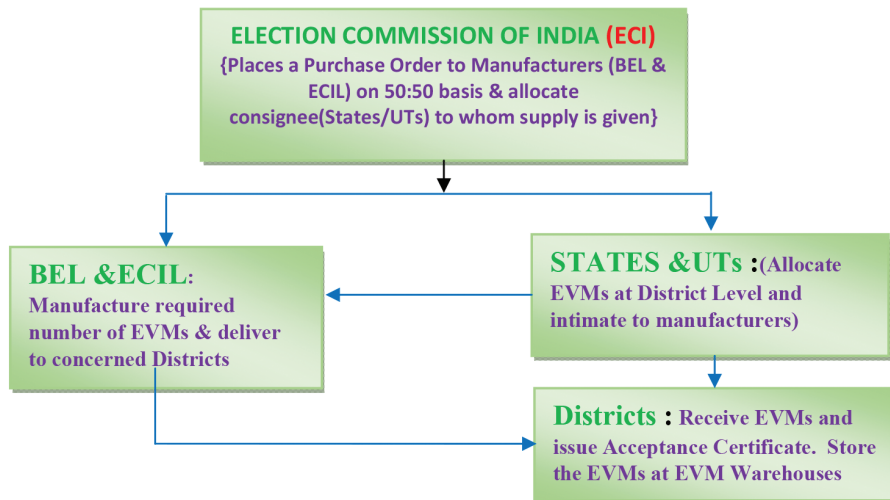 ELECTION COMMISSION OF INDIA (ECI)
{Places a Purchase Order to Manufacturers (BEL &
ECIL) on 50:50 basis & allocate
consignee(States/UTs) to whom supply is given}
BEL &ECIL:
Manufacture required
number of EVMs & deliver
to concerned Districts
STATES &UTs :(Allocate
EVMs at District Level and
intimate to manufacturers)
Districts : Receive EVMs and
issue Acceptance Certificate. Store
the EVMs at EVM Warehouses